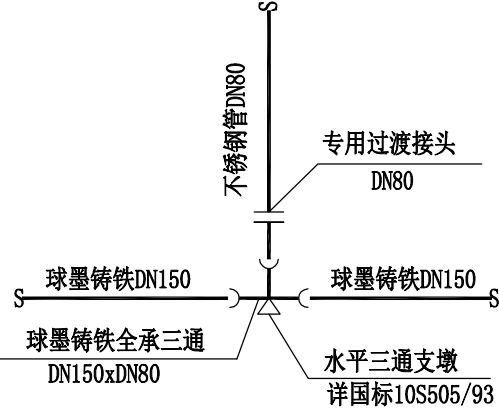 S
不锈钢管DN80
专用过渡接头
DN80
球墨铸铁DN150
球墨铸铁DN150
S
S
球墨铸铁全承三通
DN150xDN80
水平三通支墩
详国标10S505/93